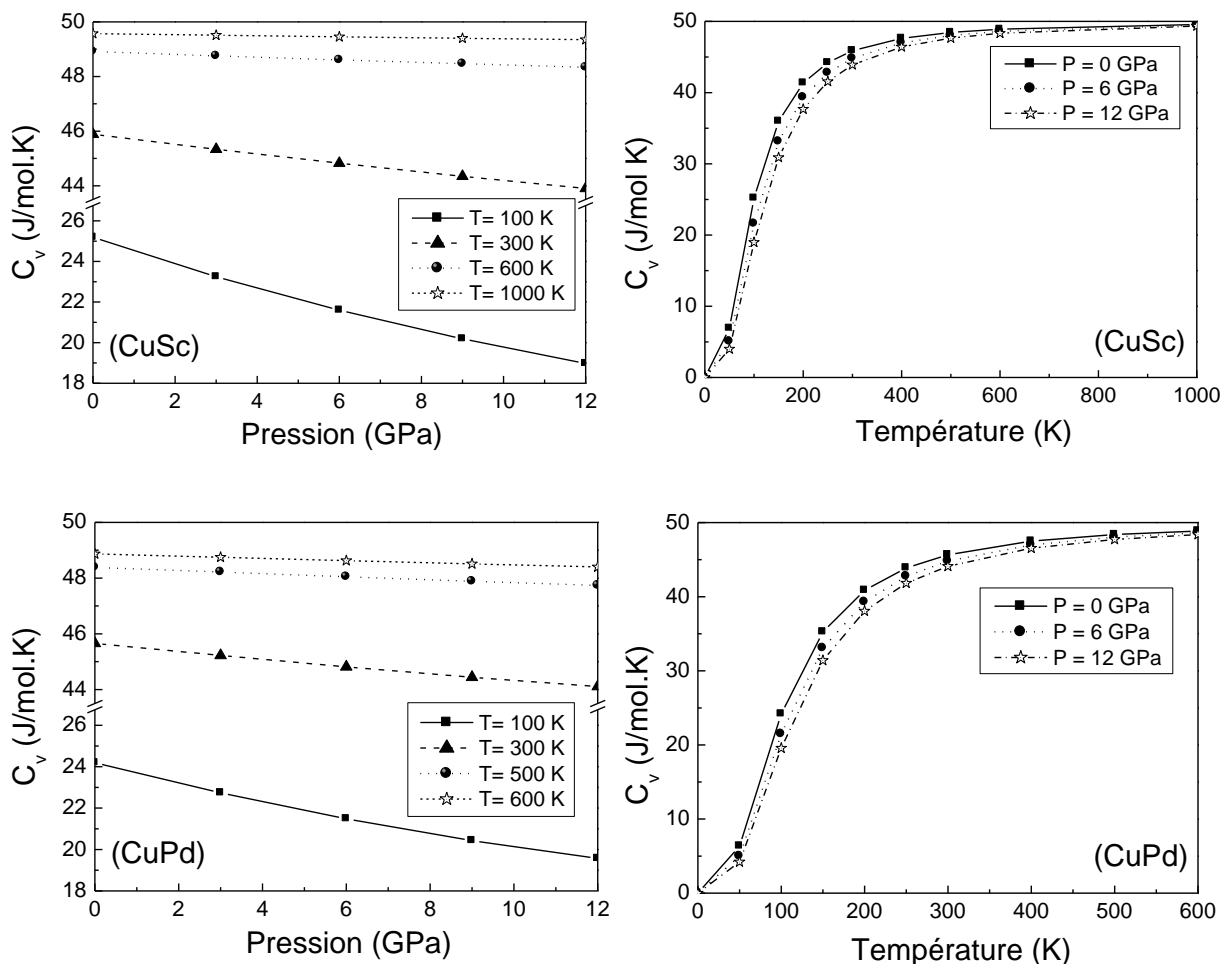 50
48
46
44
26
24
22
20
18
C_v (J/mol.K)
T= 100 K
T= 300 K
T= 600 K
T= 1000 K
(CuSc)
0 2 4 6 8 10 12
Pression (GPa)
50
40
30
20
10
0
C_v (J/mol K)
P = 0 GPa
P = 6 GPa
P = 12 GPa
(CuSc)
0 200 400 600 800 1000
Température (K)
50
48
46
44
26
24
22
20
18
C_v (J/mol.K)
T= 100 K
T= 300 K
T= 500 K
T= 600 K
(CuPd)
0 2 4 6 8 10 12
Pression (GPa)
50
40
30
20
10
0
C_v (J/mol.K)
P = 0 GPa
P = 6 GPa
P = 12 GPa
(CuPd)
0 100 200 300 400 500 600
Température (K)